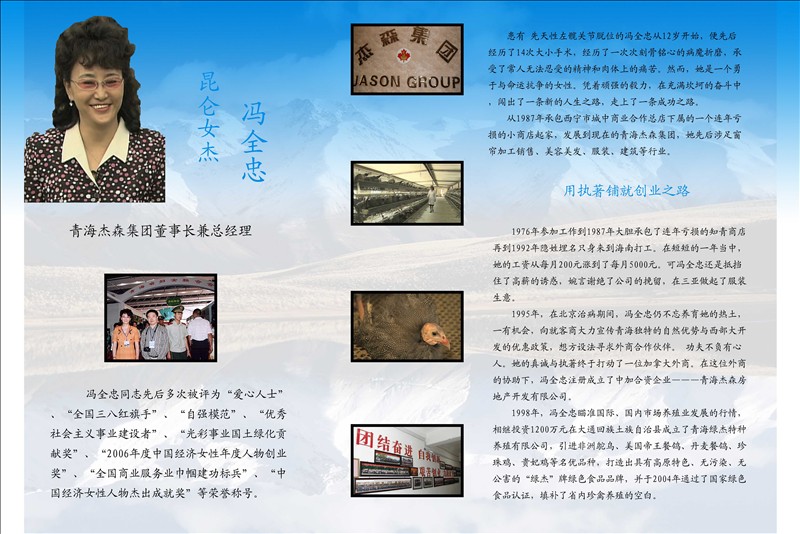 昆仑女杰
冯全忠
青海杰森集团董事长兼总经理
冯全忠同志先后多次被评为“爱心人士”
、“全国三八红旗手”、“自强模范”、“优秀
社会主义事业建设者”、“光彩事业国土绿化贡
献奖”、“2006年度中国经济女性年度人物创业
奖”、“全国商业服务业巾帼建功标兵”、“中
国经济女性人物杰出成就奖”等荣誉称号。
杰森集团
JASON GROUP
团结奋进
患有 先天性左髋关节脱位的冯全忠从12岁开始，便先后
经历了14次大小手术，经历了一次次刻骨铭心的病魔折磨，承
受了常人无法忍受的精神和肉体上的痛苦。然而，她是一个勇
于与命运抗争的女性。凭着顽强的毅力，在充满坎坷的奋斗中
，闯出了一条新的人生之路，走上了一条成功之路。
从1987年承包西宁市城中商业合作总店下属的一个连年亏
损的小商店起家，发展到现在的青海杰森集团，她先后涉足窗
帘加工销售、美容美发、服装、建筑等行业。
用执著铺就创业之路
1976年参加工作到1987年大胆承包了连年亏损的知青商店
再到1992年隐姓埋名只身来到海南打工。在短短的一年当中，
她的工资从每月200元涨到了每月5000元。可冯全忠还是抵挡
住了高薪的诱惑，婉言谢绝了公司的挽留，在三亚做起了服装
生意。
1995年，在北京治病期间，冯全忠仍不忘养育她的热土，
一有机会，向就客商大力宣传青海独特的自然优势与西部大开
发的优惠政策，想方设法寻求外商合作伙伴。 功夫不负有心
人。她的真诚与执著终于打动了一位加拿大外商。在这位外商
的协助下，冯全忠注册成立了中加合资企业———青海杰森房
地产开发有限公司。
1998年，冯全忠瞄准国际、国内市场养殖业发展的行情，
相继投资1200万元在大通回族土族自治县成立了青海绿杰特种
养殖有限公司，引进非洲鸵鸟、美国帝王餐鸽、丹麦餐鸽、珍
珠鸡、贵妃鸡等名优品种，打造出具有高原特色、无污染、无
公害的“绿杰”牌绿色食品品牌，并于2004年通过了国家绿色
食品认证，填补了省内珍禽养殖的空白。